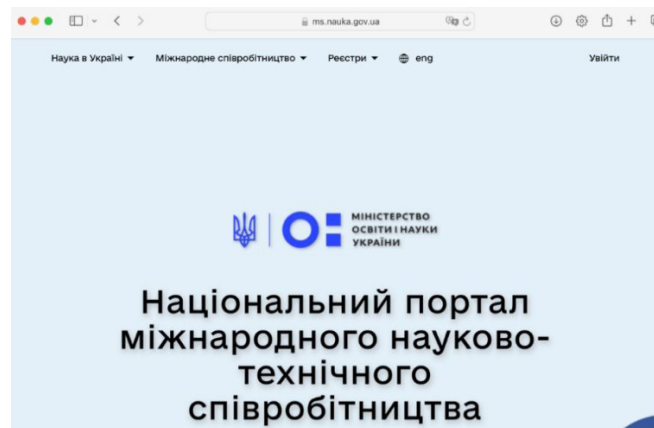 ms.nauka.gov.ua
Наука в Україні Міжнародне співробітництво Реєстри eng Увійти
МІНІСТЕРСТВО
ОСВІТИ І НАУКИ
УКРАЇНИ
Національний портал
міжнародного науково-
технічного
співробітництва